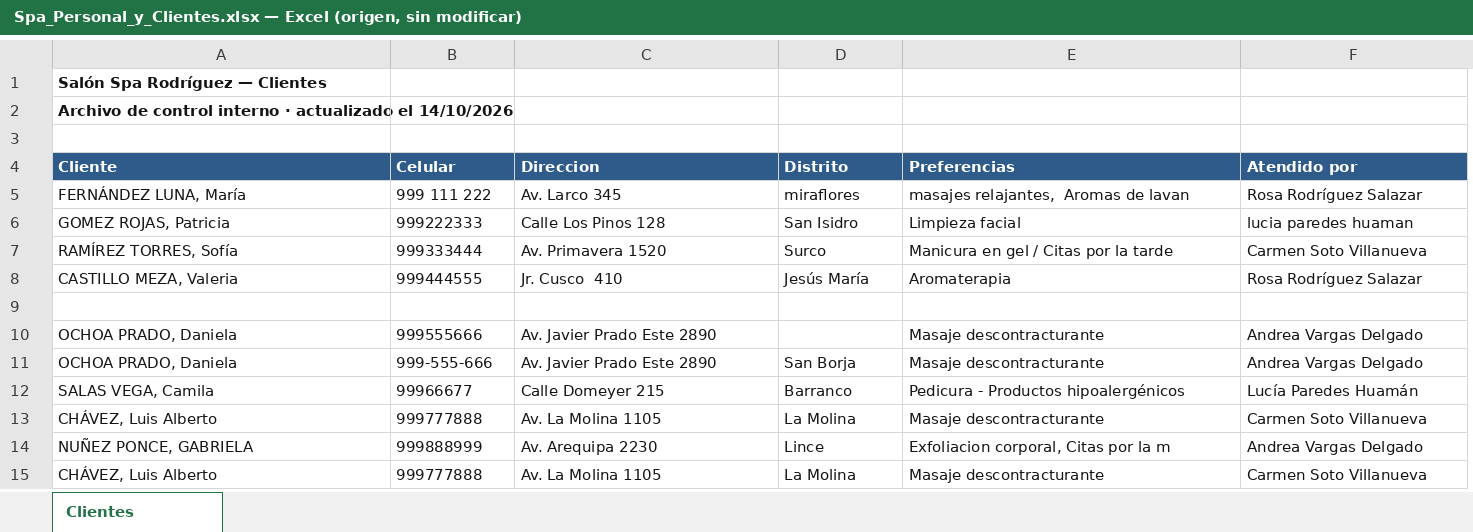 Spa_Personal_y_Clientes.xlsx — Excel (origen, sin modificar)
A B C D E F
1 Salón Spa Rodríguez — Clientes
2 Archivo de control interno · actualizado el 14/10/2026
3
4 Cliente Celular Direccion Distrito Preferencias Atendido por
5 FERNÁNDEZ LUNA, María 999 111 222 Av. Larco 345 miraflores masajes relajantes,  Aromas de lavan Rosa Rodríguez Salazar
6 GOMEZ ROJAS, Patricia 999222333 Calle Los Pinos 128 San Isidro Limpieza facial lucia paredes huaman
7 RAMÍREZ TORRES, Sofía 999333444 Av. Primavera 1520 Surco Manicura en gel / Citas por la tarde Carmen Soto Villanueva
8 CASTILLO MEZA, Valeria 999444555 Jr. Cusco  410 Jesús María Aromaterapia Rosa Rodríguez Salazar
9
10 OCHOA PRADO, Daniela 999555666 Av. Javier Prado Este 2890 Masaje descontracturante Andrea Vargas Delgado
11 OCHOA PRADO, Daniela 999-555-666 Av. Javier Prado Este 2890 San Borja Masaje descontracturante Andrea Vargas Delgado
12 SALAS VEGA, Camila 99966677 Calle Domeyer 215 Barranco Pedicura - Productos hipoalergénicos Lucía Paredes Huamán
13 CHÁVEZ, Luis Alberto 999777888 Av. La Molina 1105 La Molina Masaje descontracturante Carmen Soto Villanueva
14 NUÑEZ PONCE, GABRIELA 999888999 Av. Arequipa 2230 Lince Exfoliacion corporal, Citas por la m Andrea Vargas Delgado
15 CHÁVEZ, Luis Alberto 999777888 Av. La Molina 1105 La Molina Masaje descontracturante Carmen Soto Villanueva
Clientes